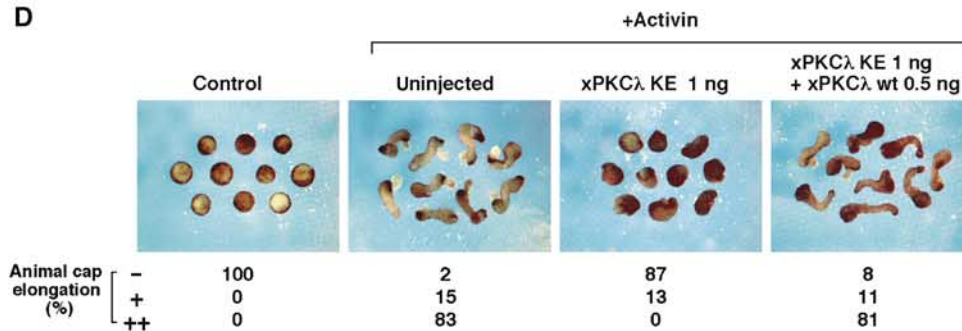 D
+Activin
Control
Uninjected
xPKCλ KE 1 ng
xPKCλ KE 1 ng
+ xPKCλ wt 0.5 ng
Animal cap
elongation
(%)
− 100 2 87 8
+ 0 15 13 11
++ 0 83 0 81